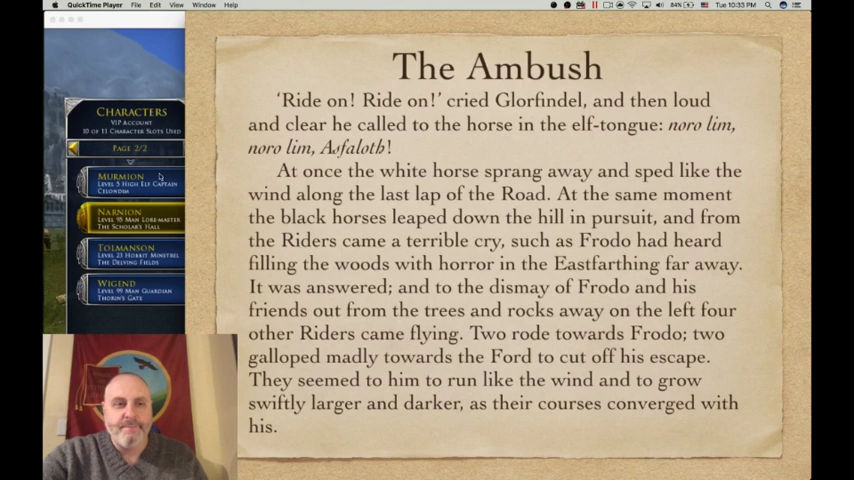 QuickTime Player File Edit View Window Help
84% Tue 10:33 PM
CHARACTERS
VIP ACCOUNT
10 OF 11 CHARACTER SLOTS USED
PAGE 2/2
MURMION
LEVEL 5 HIGH ELF CAPTAIN
CELONDIM
NARNION
LEVEL 95 MAN LORE-MASTER
THE SCHOLAR'S HALL
TOLMANSON
LEVEL 23 HOBBIT MINSTREL
THE DELVING FIELDS
WIGEND
LEVEL 99 MAN GUARDIAN
THORIN'S GATE
The Ambush
'Ride on! Ride on!' cried Glorfindel, and then loud
and clear he called to the horse in the elf-tongue: noro lim,
noro lim, Asfaloth!
At once the white horse sprang away and sped like the
wind along the last lap of the Road. At the same moment
the black horses leaped down the hill in pursuit, and from
the Riders came a terrible cry, such as Frodo had heard
filling the woods with horror in the Eastfarthing far away.
It was answered; and to the dismay of Frodo and his
friends out from the trees and rocks away on the left four
other Riders came flying. Two rode towards Frodo; two
galloped madly towards the Ford to cut off his escape.
They seemed to him to run like the wind and to grow
swiftly larger and darker, as their courses converged with
his.